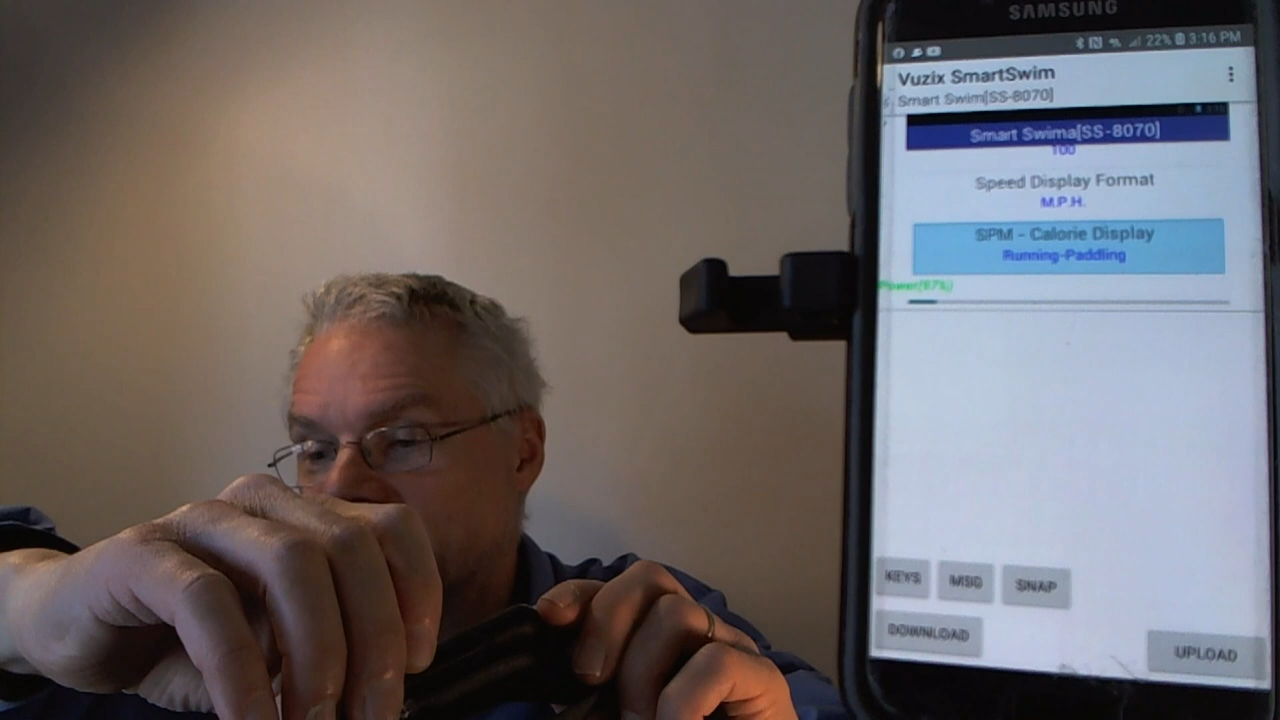 SAMSUNG
22% 3:16 PM
Vuzix SmartSwim
Smart Swim[SS-8070]
Smart Swima[SS-8070]
100
Speed Display Format
M.P.H.
SPM - Calorie Display
Running-Paddling
Power(97%)
KEYS MSG SNAP
DOWNLOAD UPLOAD